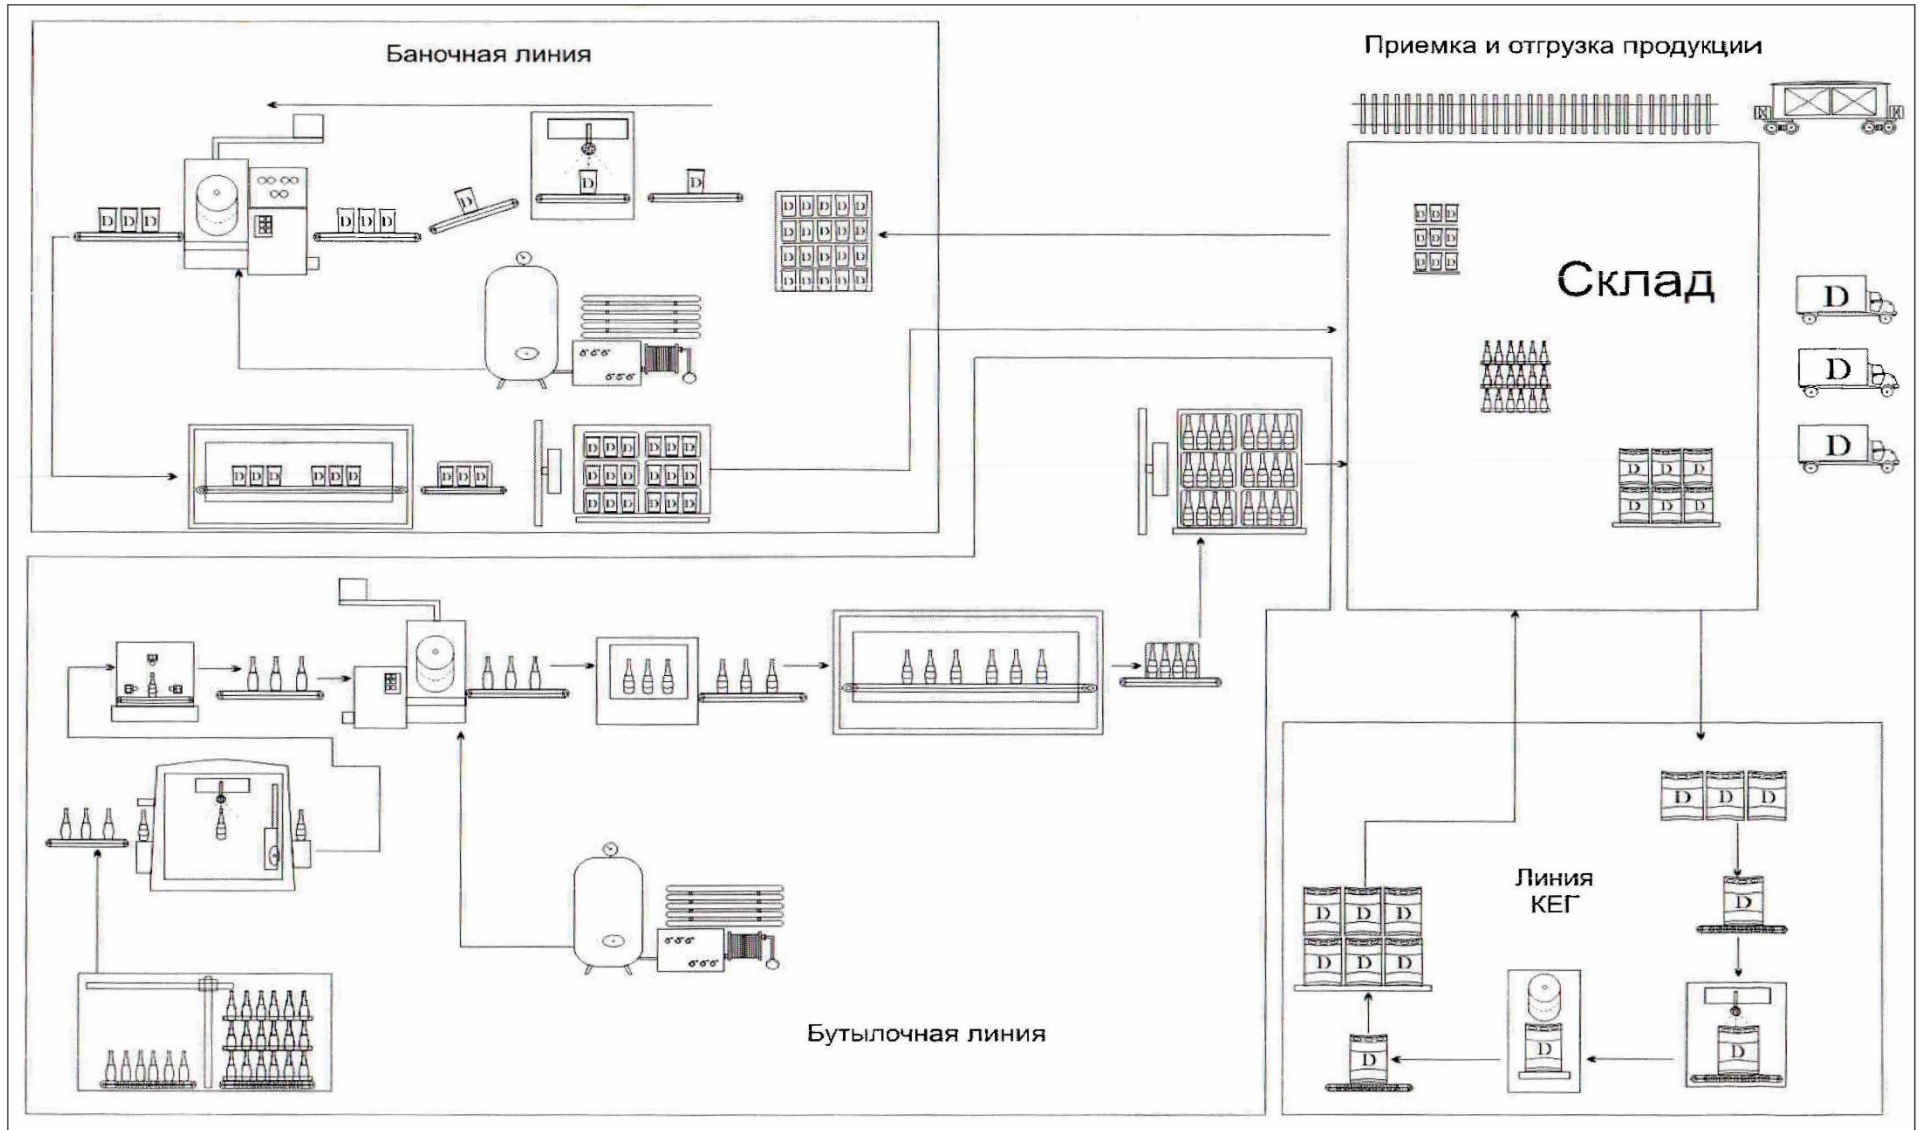 Баночная линия
Приемка и отгрузка продукции
Склад
D
D
D
Линия
КЕГ
Бутылочная линия